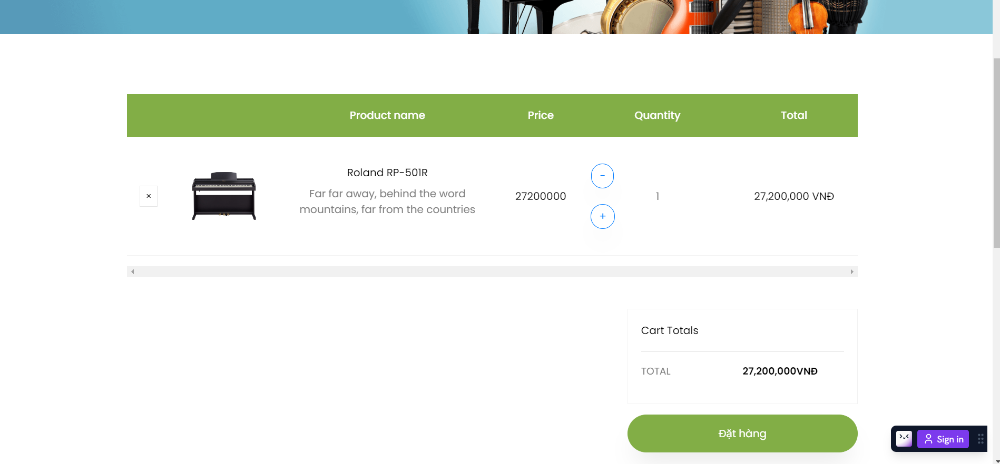 Product name Price Quantity Total
Roland RP-501R
Far far away, behind the word
mountains, far from the countries
× 27200000 - 1 + 27,200,000 VNĐ
Cart Totals
TOTAL 27,200,000VNĐ
Đặt hàng
Sign in